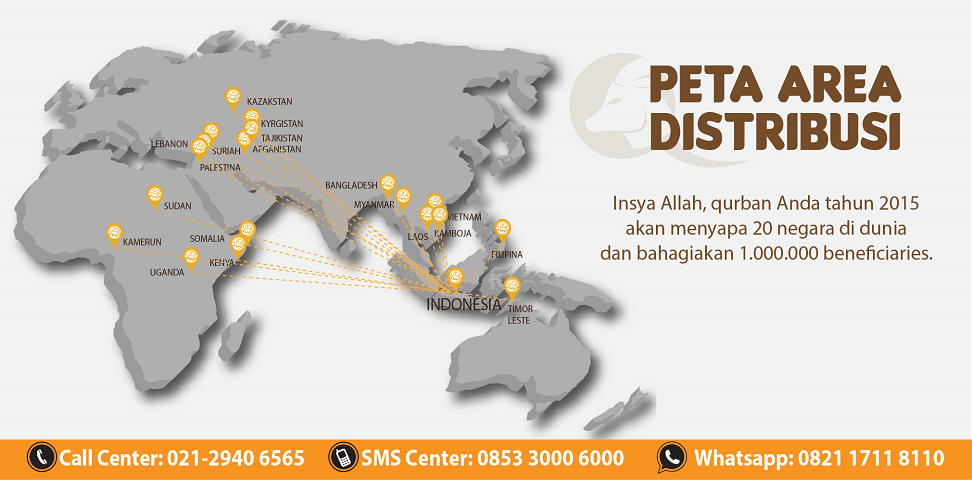 PETA AREA
DISTRIBUSI
Insya Allah, qurban Anda tahun 2015
akan menyapa 20 negara di dunia
dan bahagiakan 1.000.000 beneficiaries.
KAZAKSTAN
KYRGISTAN
TAJIKISTAN
AFGANISTAN
LEBANON
SURIAH
PALESTINA
BANGLADESH
MYANMAR
VIETNAM
LAOS
KAMBOJA
FILIPINA
SUDAN
KAMERUN
SOMALIA
KENYA
UGANDA
INDONESIA
TIMOR
LESTE
Call Center: 021-2940 6565
SMS Center: 0853 3000 6000
Whatsapp: 0821 1711 8110